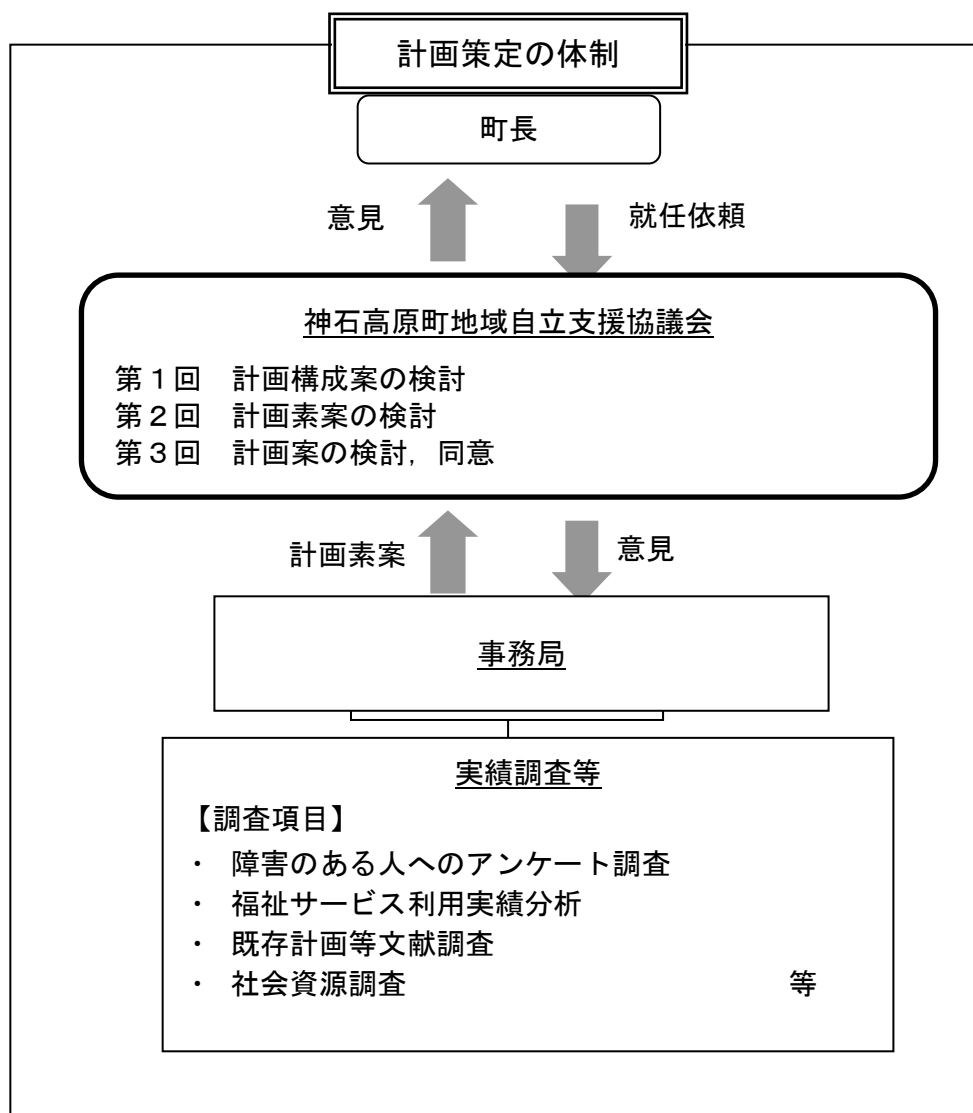 計画策定の体制
町長
意見
就任依頼
神石高原町地域自立支援協議会
第１回　計画構成案の検討
第２回　計画素案の検討
第３回　計画案の検討，同意
計画素案
意見
事務局
実績調査等
【調査項目】
・　障害のある人へのアンケート調査
・　福祉サービス利用実績分析
・　既存計画等文献調査
・　社会資源調査　　　　　　　　　　　　　等